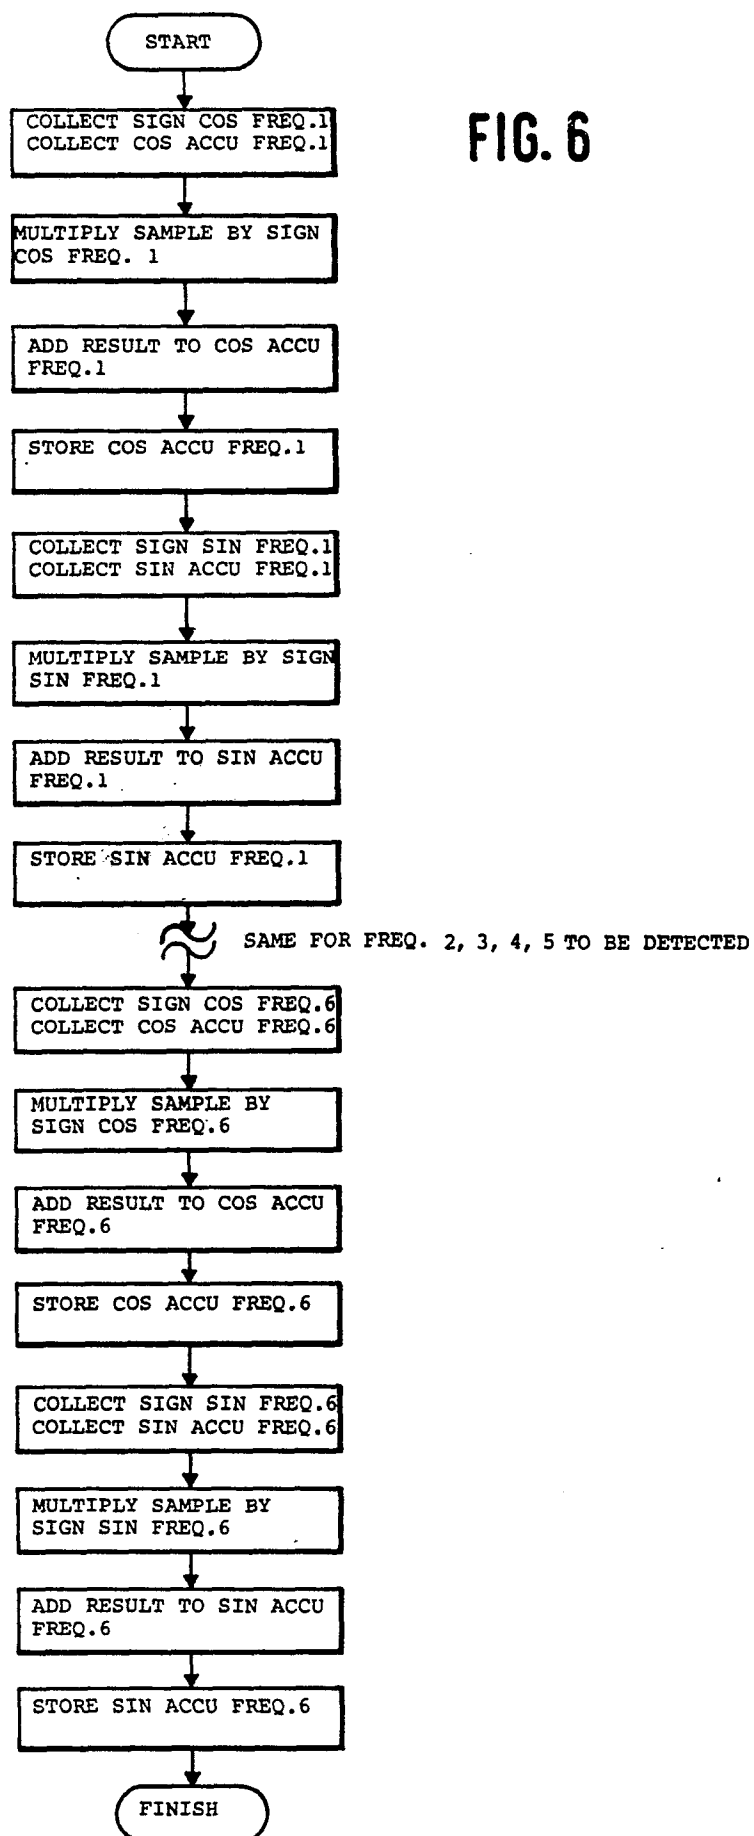 START
FIG. 6
COLLECT SIGN COS FREQ.1
COLLECT COS ACCU FREQ.1
MULTIPLY SAMPLE BY SIGN
COS FREQ. 1
ADD RESULT TO COS ACCU
FREQ.1
STORE COS ACCU FREQ.1
COLLECT SIGN SIN FREQ.1
COLLECT SIN ACCU FREQ.1
MULTIPLY SAMPLE BY SIGN
SIN FREQ.1
ADD RESULT TO SIN ACCU
FREQ.1
STORE SIN ACCU FREQ.1
SAME FOR FREQ. 2, 3, 4, 5 TO BE DETECTED
COLLECT SIGN COS FREQ.6
COLLECT COS ACCU FREQ.6
MULTIPLY SAMPLE BY
SIGN COS FREQ.6
ADD RESULT TO COS ACCU
FREQ.6
STORE COS ACCU FREQ.6
COLLECT SIGN SIN FREQ.6
COLLECT SIN ACCU FREQ.6
MULTIPLY SAMPLE BY
SIGN SIN FREQ.6
ADD RESULT TO SIN ACCU
FREQ.6
STORE SIN ACCU FREQ.6
FINISH